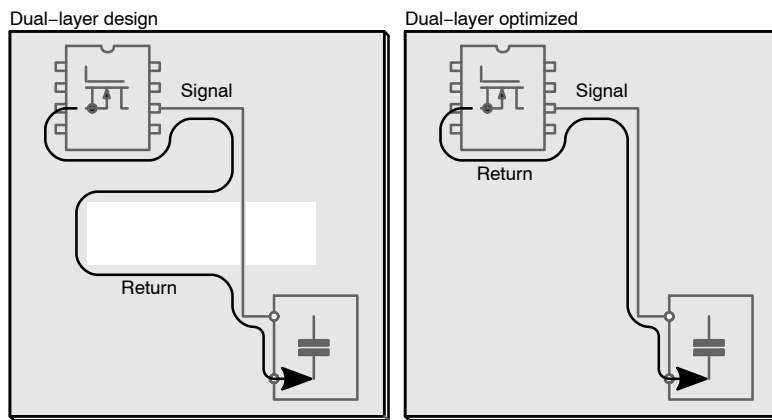 Dual–layer design
Dual–layer optimized
Signal
Signal
Return
Return